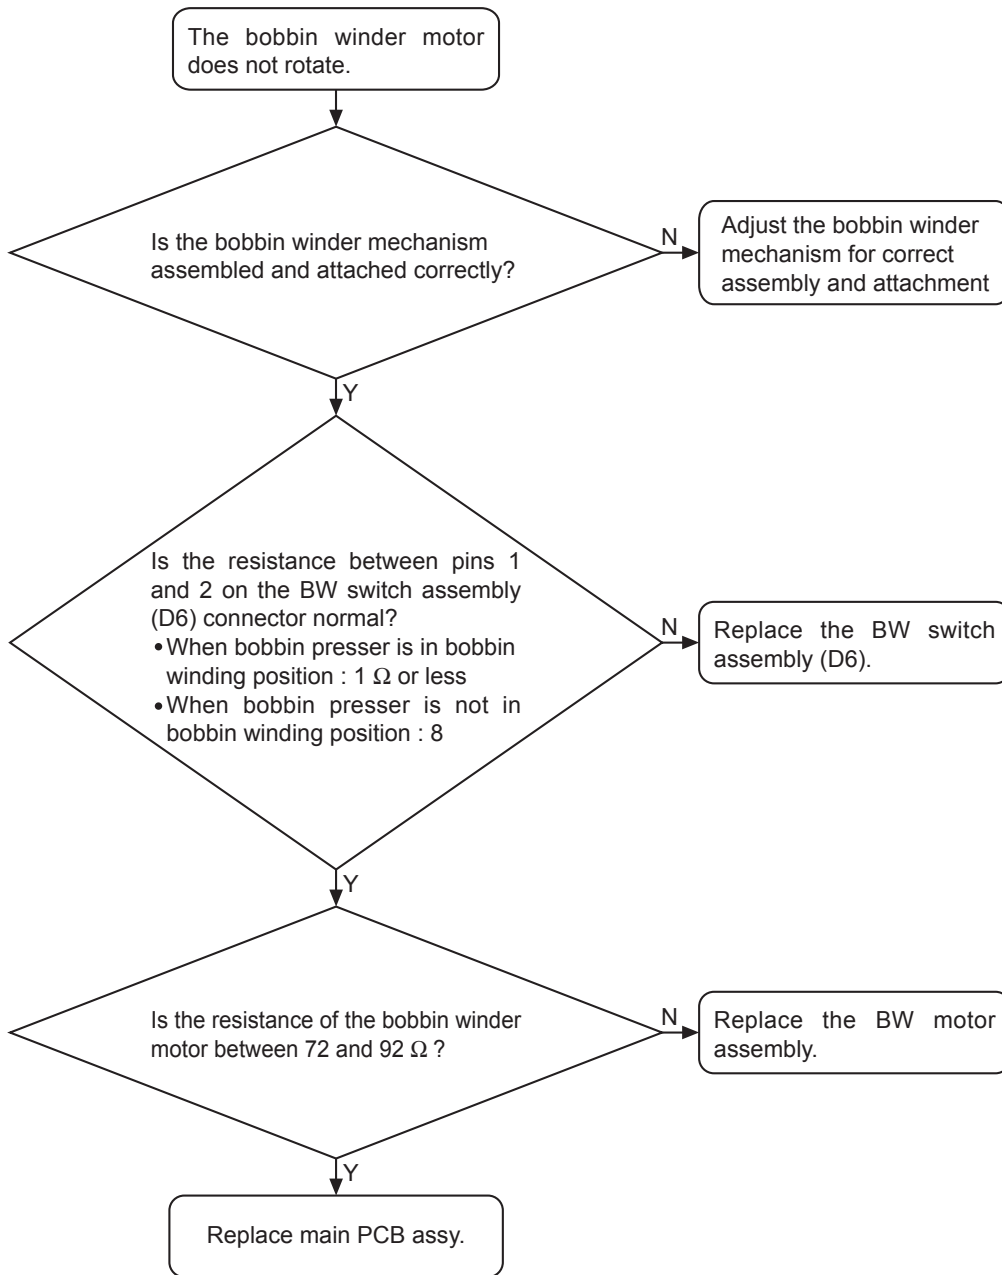 The bobbin winder motor
does not rotate.
Is the bobbin winder mechanism
assembled and attached correctly?
N
Adjust the bobbin winder
mechanism for correct
assembly and attachment
Y
Is the resistance between pins 1
and 2 on the BW switch assembly
(D6) connector normal?
•When bobbin presser is in bobbin
winding position : 1 Ω or less
•When bobbin presser is not in
bobbin winding position : 8
N
Replace the BW switch
assembly (D6).
Y
Is the resistance of the bobbin winder
motor between 72 and 92 Ω ?
N
Replace the BW motor
assembly.
Y
Replace main PCB assy.